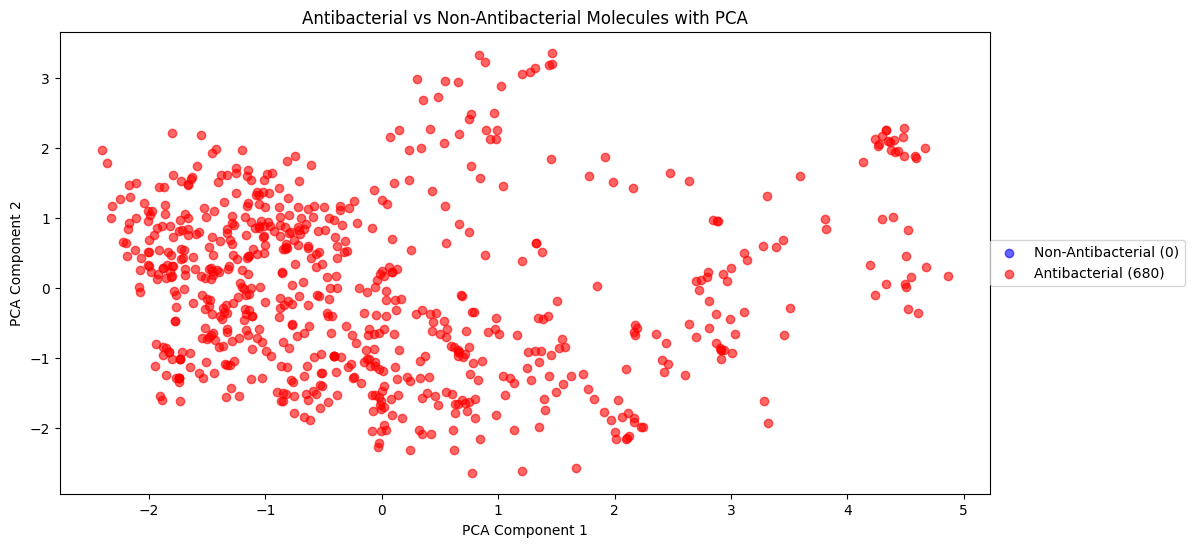 Antibacterial vs Non-Antibacterial Molecules with PCA
3
2
1
0
−1
−2
PCA Component 2
−2
−1
0
1
2
3
4
5
PCA Component 1
Non-Antibacterial (0)
Antibacterial (680)